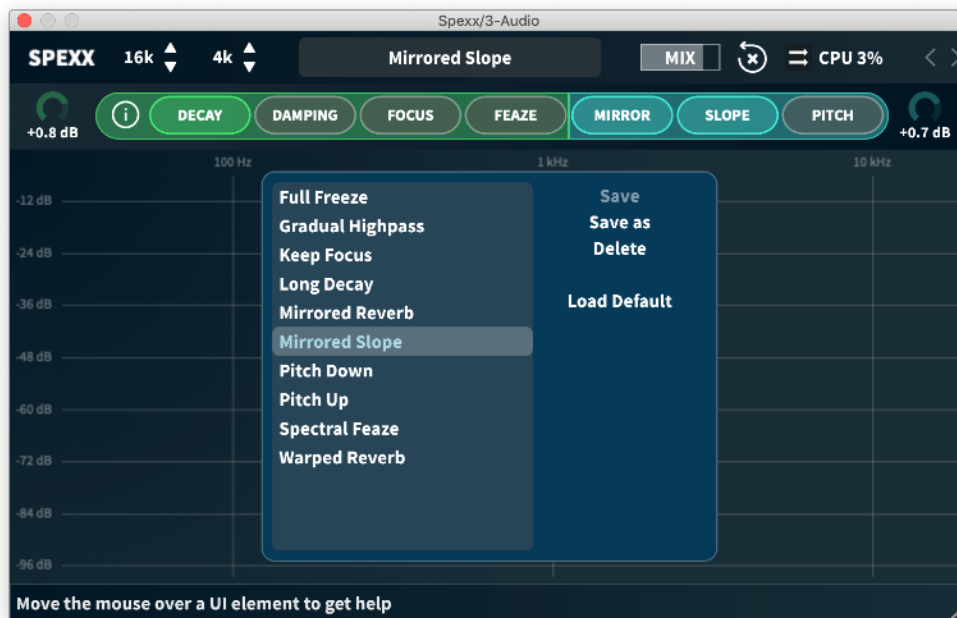 Spexx/3-Audio
SPEXX 16k 4k Mirrored Slope MIX CPU 3%
+0.8 dB DECAY DAMPING FOCUS FEAZE MIRROR SLOPE PITCH +0.7 dB
100 Hz 1 kHz 10 kHz
-12 dB
-24 dB
-36 dB
-48 dB
-60 dB
-72 dB
-84 dB
-96 dB
Full Freeze
Gradual Highpass
Keep Focus
Long Decay
Mirrored Reverb
Mirrored Slope
Pitch Down
Pitch Up
Spectral Feaze
Warped Reverb
Save
Save as
Delete
Load Default
Move the mouse over a UI element to get help